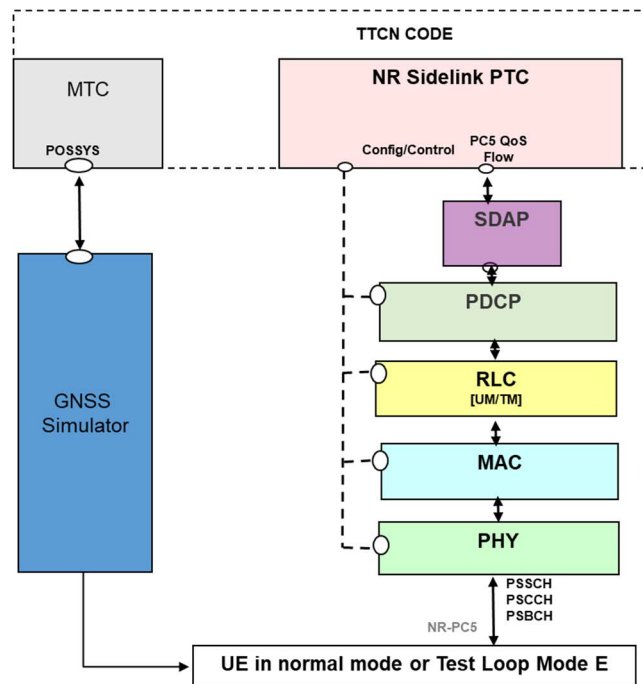 TTCN CODE
MTC
POSSYS
NR Sidelink PTC
Config/Control
PC5 QoS
Flow
SDAP
PDCP
RLC
[UM/TM]
MAC
PHY
GNSS
Simulator
PSSCH
PSCCH
PSBCH
NR-PC5
UE in normal mode or Test Loop Mode E